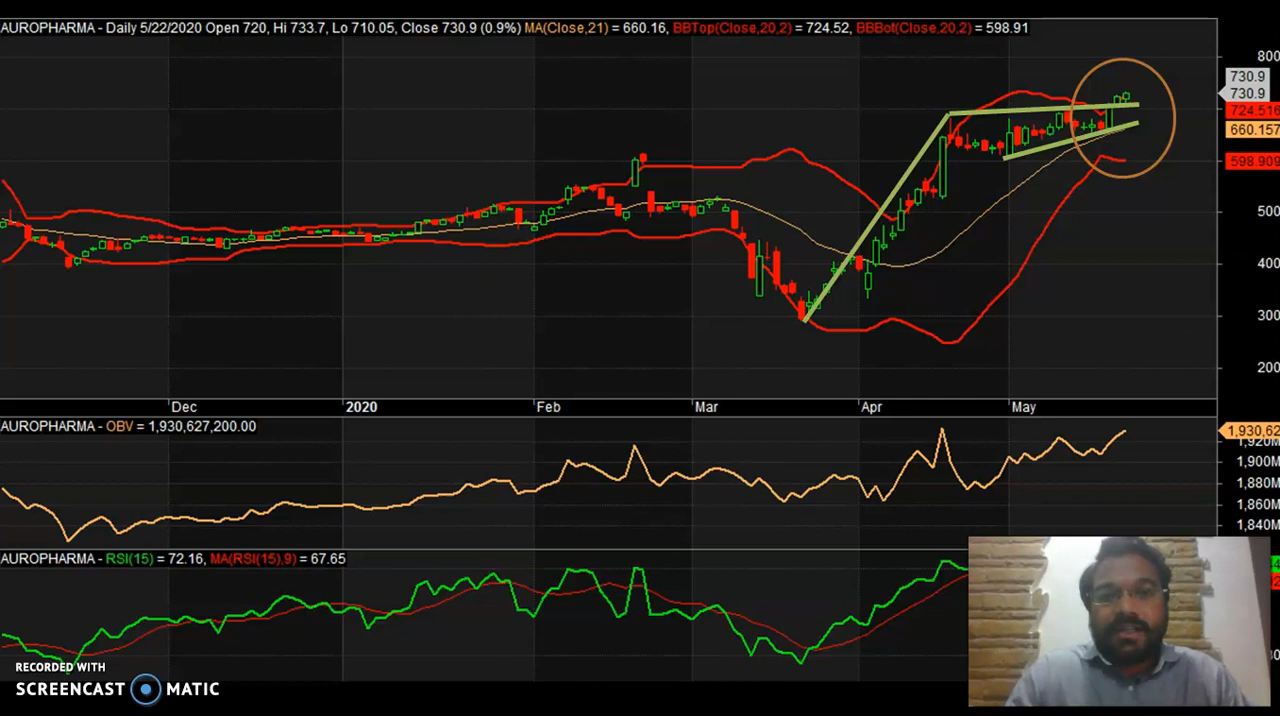 AUROPHARMA - Daily 5/22/2020 Open 720, Hi 733.7, Lo 710.05, Close 730.9 (0.9%) MA(Close,21) = 660.16, BBTop(Close,20,2) = 724.52, BBBot(Close,20,2) = 598.91
800
730.9
730.9
724.516
660.157
598.909
500
400
300
200
Dec 2020 Feb Mar Apr May
AUROPHARMA - OBV = 1,930,627,200.00
1,930,62
1,920M
1,900M
1,880M
1,860M
1,840M
AUROPHARMA - RSI(15) = 72.16, MA(RSI(15),9) = 67.65
RECORDED WITH
SCREENCAST MATIC